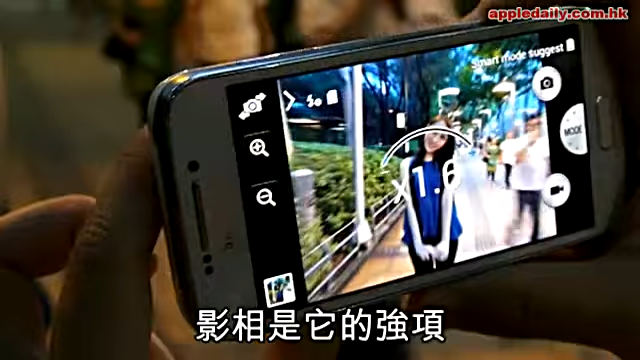 appledaily.com.hk
Smart mode suggest
MODE
x1.6
影相是它的強項